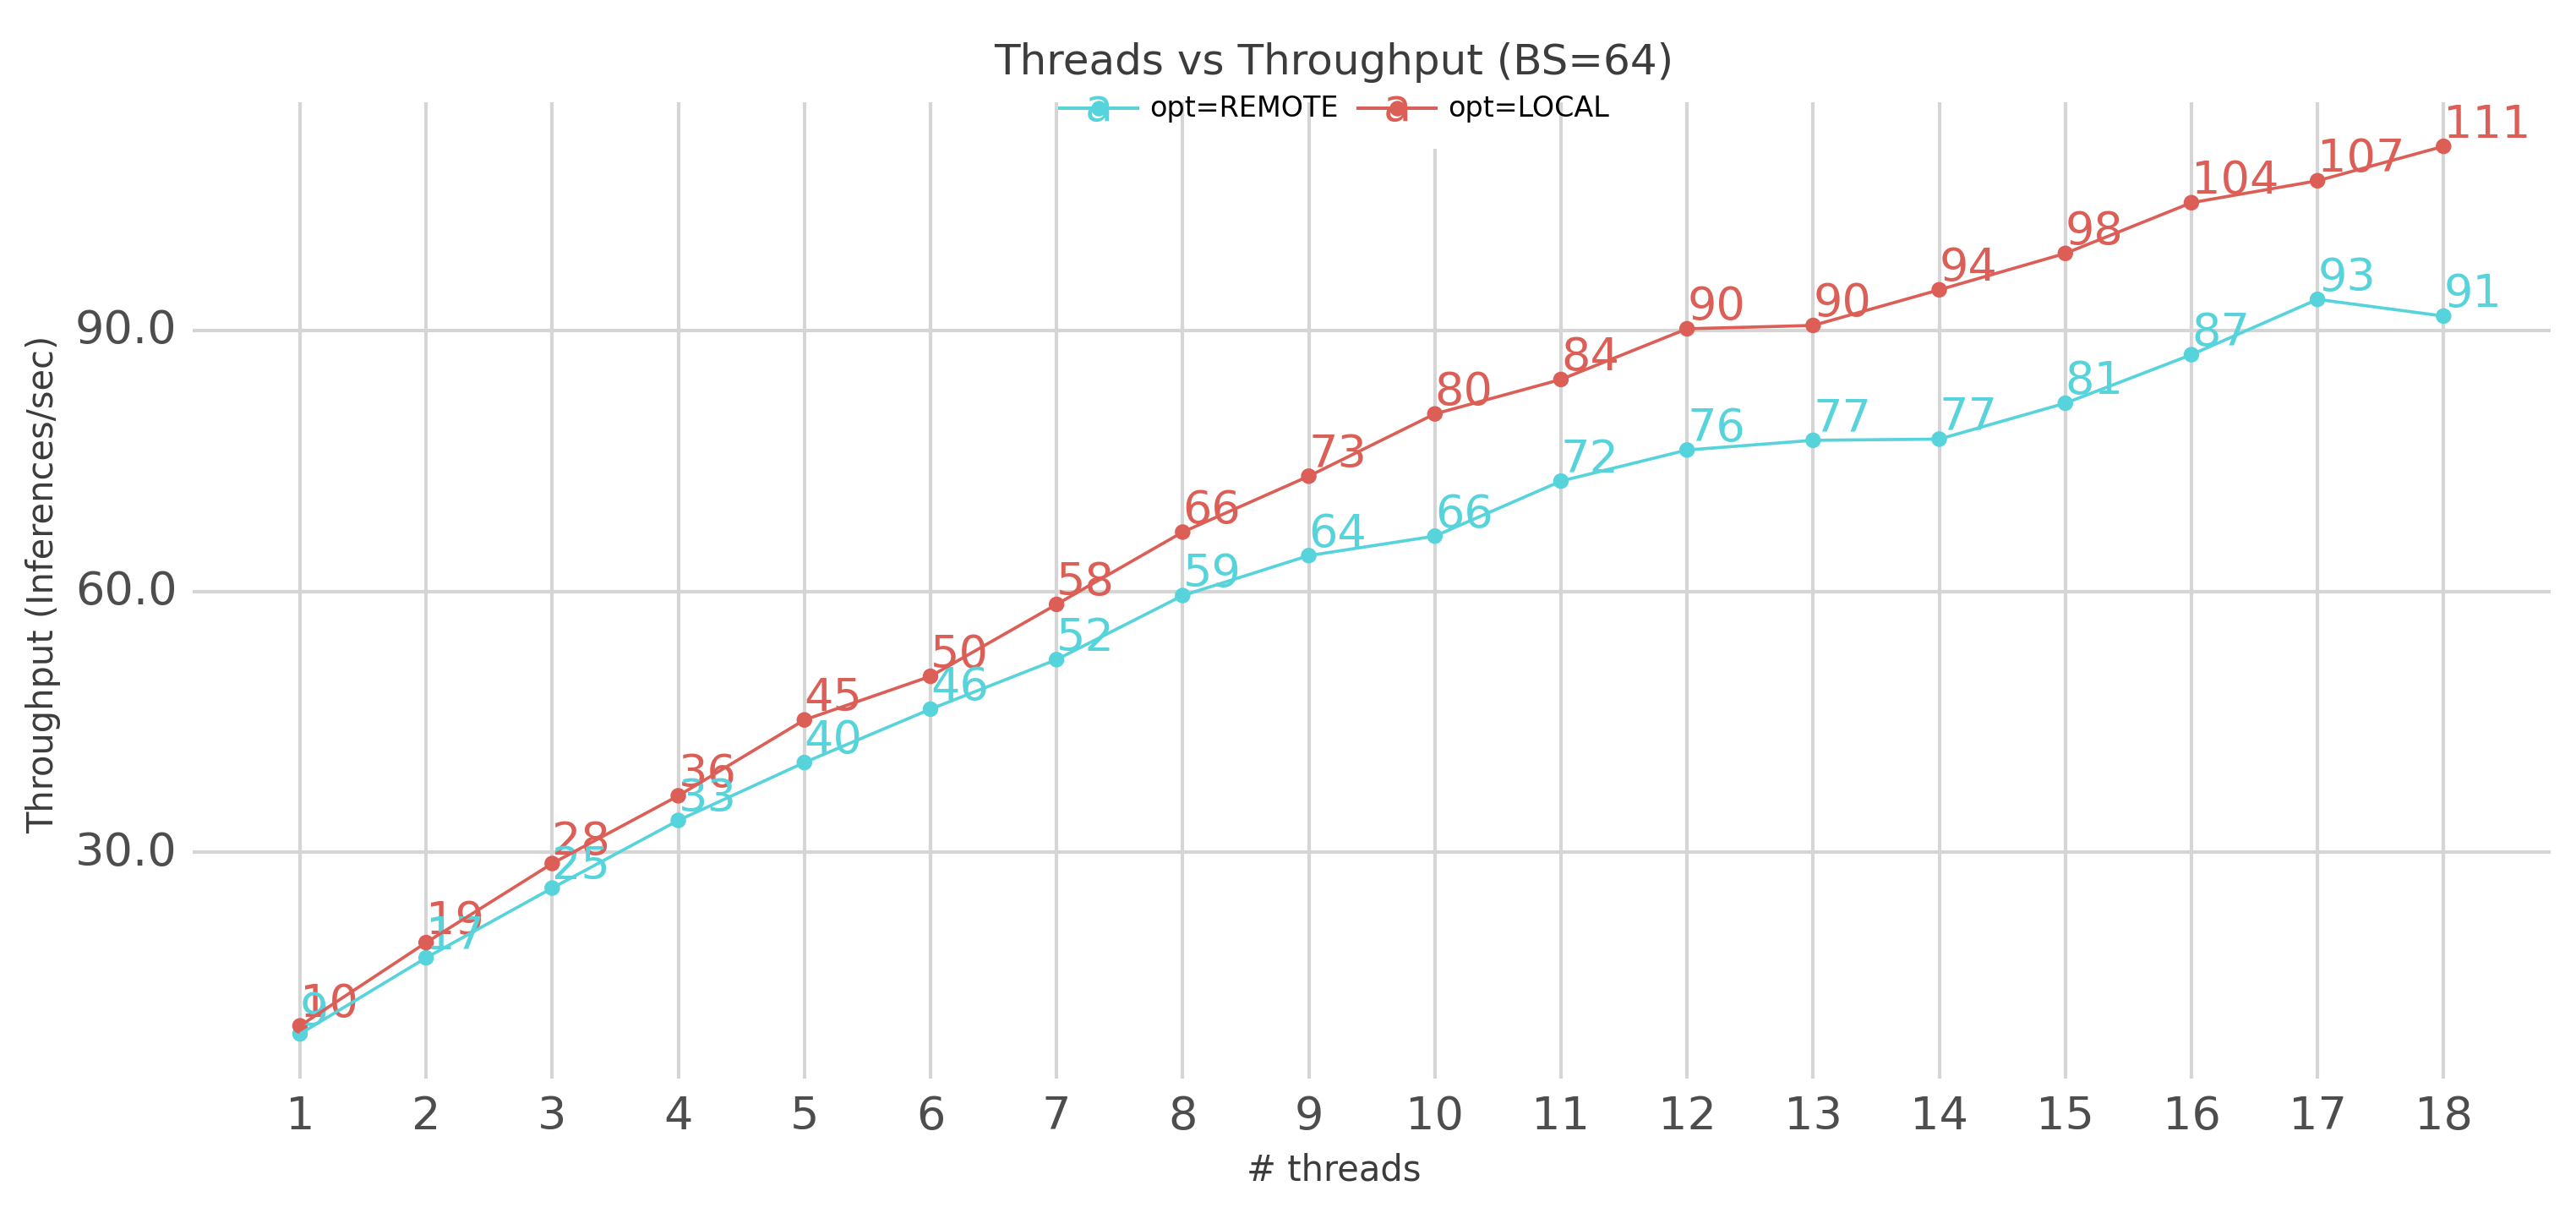 Threads vs Throughput (BS=64)
a opt=REMOTE a opt=LOCAL
Throughput (Inferences/sec)
90.0
60.0
30.0
10 19 28 36 45 50 58 66 73 80 84 90 90 94 98 104 107 111
9 17 25 33 40 46 52 59 64 66 72 76 77 77 81 87 93 91
1 2 3 4 5 6 7 8 9 10 11 12 13 14 15 16 17 18
# threads